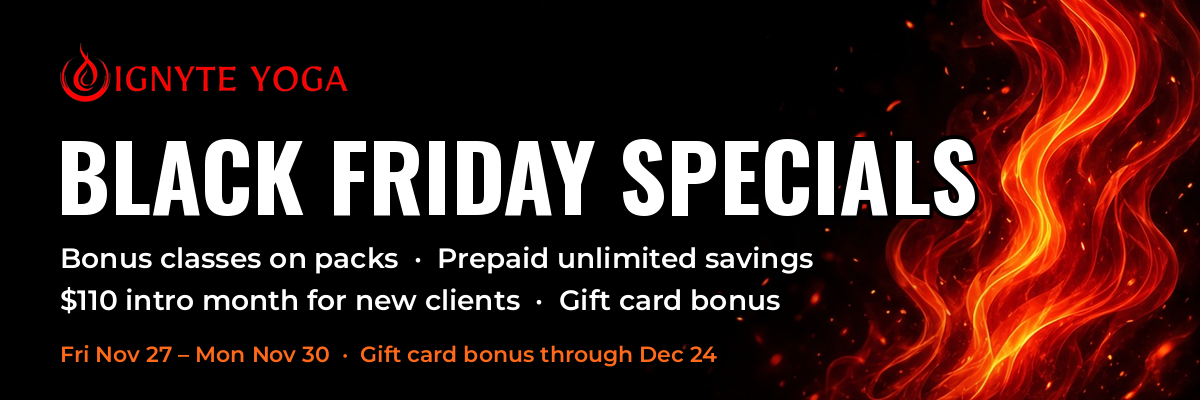 IGNYTE YOGA
BLACK FRIDAY SPECIALS
Bonus classes on packs · Prepaid unlimited savings
$110 intro month for new clients · Gift card bonus
Fri Nov 27 – Mon Nov 30 · Gift card bonus through Dec 24